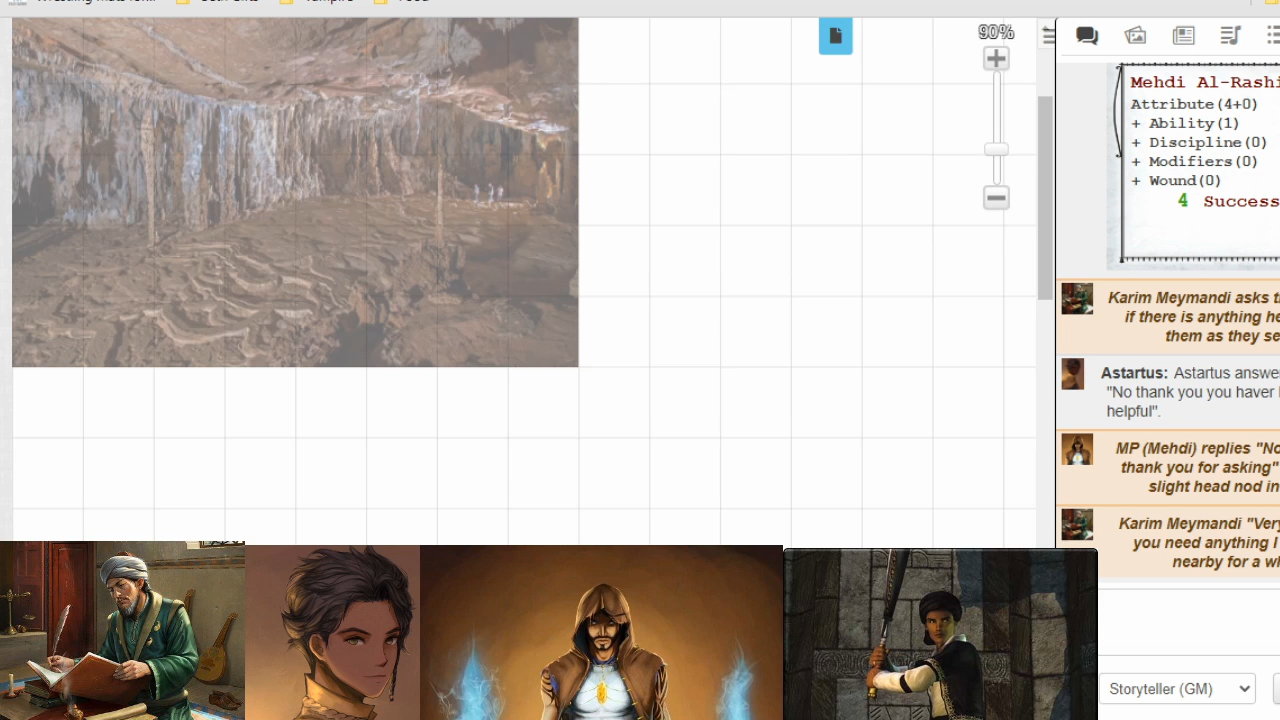 90%
Mehdi Al-Rashi
Attribute(4+0)
+ Ability(1)
+ Discipline(0)
+ Modifiers(0)
+ Wound(0)
4 Success
Karim Meymandi asks t
if there is anything he
them as they se
Astartus: Astartus answe
"No thank you you haver
helpful".
MP (Mehdi) replies "No
thank you for asking"
slight head nod in
Karim Meymandi "Very
you need anything I
nearby for a w
Storyteller (GM)